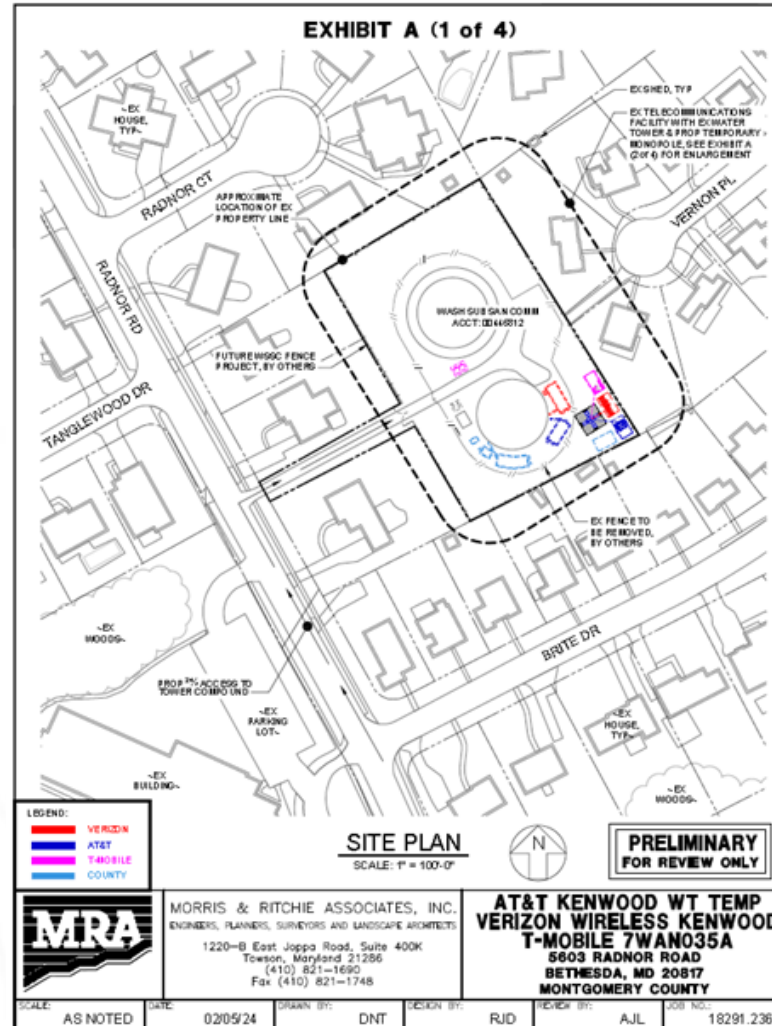 EXHIBIT A (1 of 4)
EX SHED, TYP
EX TELECOMMUNICATIONS
FACILITY WITH EX WATER
TOWER & PROP TEMPORARY
MONOPOLE, SEE EXHIBIT A
(2 of 4) FOR ENLARGEMENT
~EX
HOUSE,
TYP~
RADNOR CT
APPROXIMATE
LOCATION OF EX
PROPERTY LINE
VERNON PL
RADNOR RD
WASH SUB SAN COMM
FUTURE WSSC FENCE
PROJECT, BY OTHERS
TANGLEWOOD DR
EX FENCE TO
BE REMOVED,
BY OTHERS
~EX
WOODS~
BRITE DR
PROP ACCESS TO
TOWER COMPOUND
~EX
PARKING
LOT~
~EX
HOUSE,
TYP~
~EX
BUILDING~
~EX
WOODS~
LEGEND:
VERIZON
AT&T
T-MOBILE
COUNTY
SITE PLAN
SCALE: 1" = 100'-0"
N
PRELIMINARY
FOR REVIEW ONLY
MRA
MORRIS & RITCHIE ASSOCIATES, INC.
ENGINEERS, PLANNERS, SURVEYORS AND LANDSCAPE ARCHITECTS
1220-B East Joppa Road, Suite 400K
Towson, Maryland 21286
(410) 821-1690
Fax (410) 821-1748
AT&T KENWOOD WT TEMP
VERIZON WIRELESS KENWOOD
T-MOBILE 7WAN035A
5603 RADNOR ROAD
BETHESDA, MD 20817
MONTGOMERY COUNTY
SCALE: AS NOTED
DATE: 02/05/24
DRAWN BY: DNT
DESIGN BY: RJD
REVIEW BY: AJL
JOB NO.: 18291.236